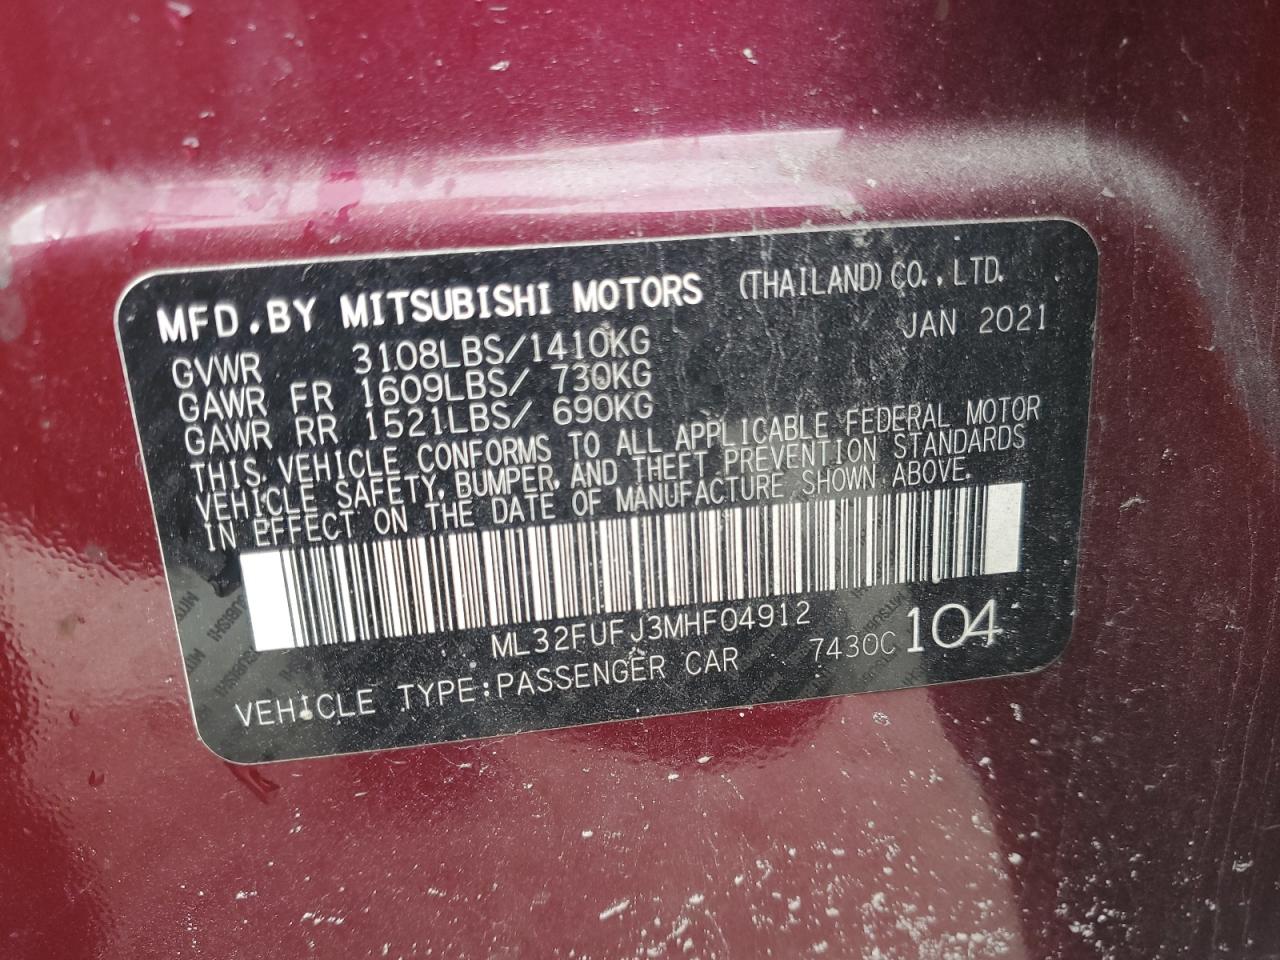 MFD.BY MITSUBISHI MOTORS (THAILAND) CO., LTD.
JAN 2021
GVWR 3108LBS/1410KG
GAWR FR 1609LBS/ 730KG
GAWR RR 1521LBS/ 690KG
THIS VEHICLE CONFORMS TO ALL APPLICABLE FEDERAL MOTOR
VEHICLE SAFETY, BUMPER, AND THEFT PREVENTION STANDARDS
IN EFFECT ON THE DATE OF MANUFACTURE SHOWN ABOVE.
ML32FUFJ3MHF04912
VEHICLE TYPE:PASSENGER CAR 7430C 104